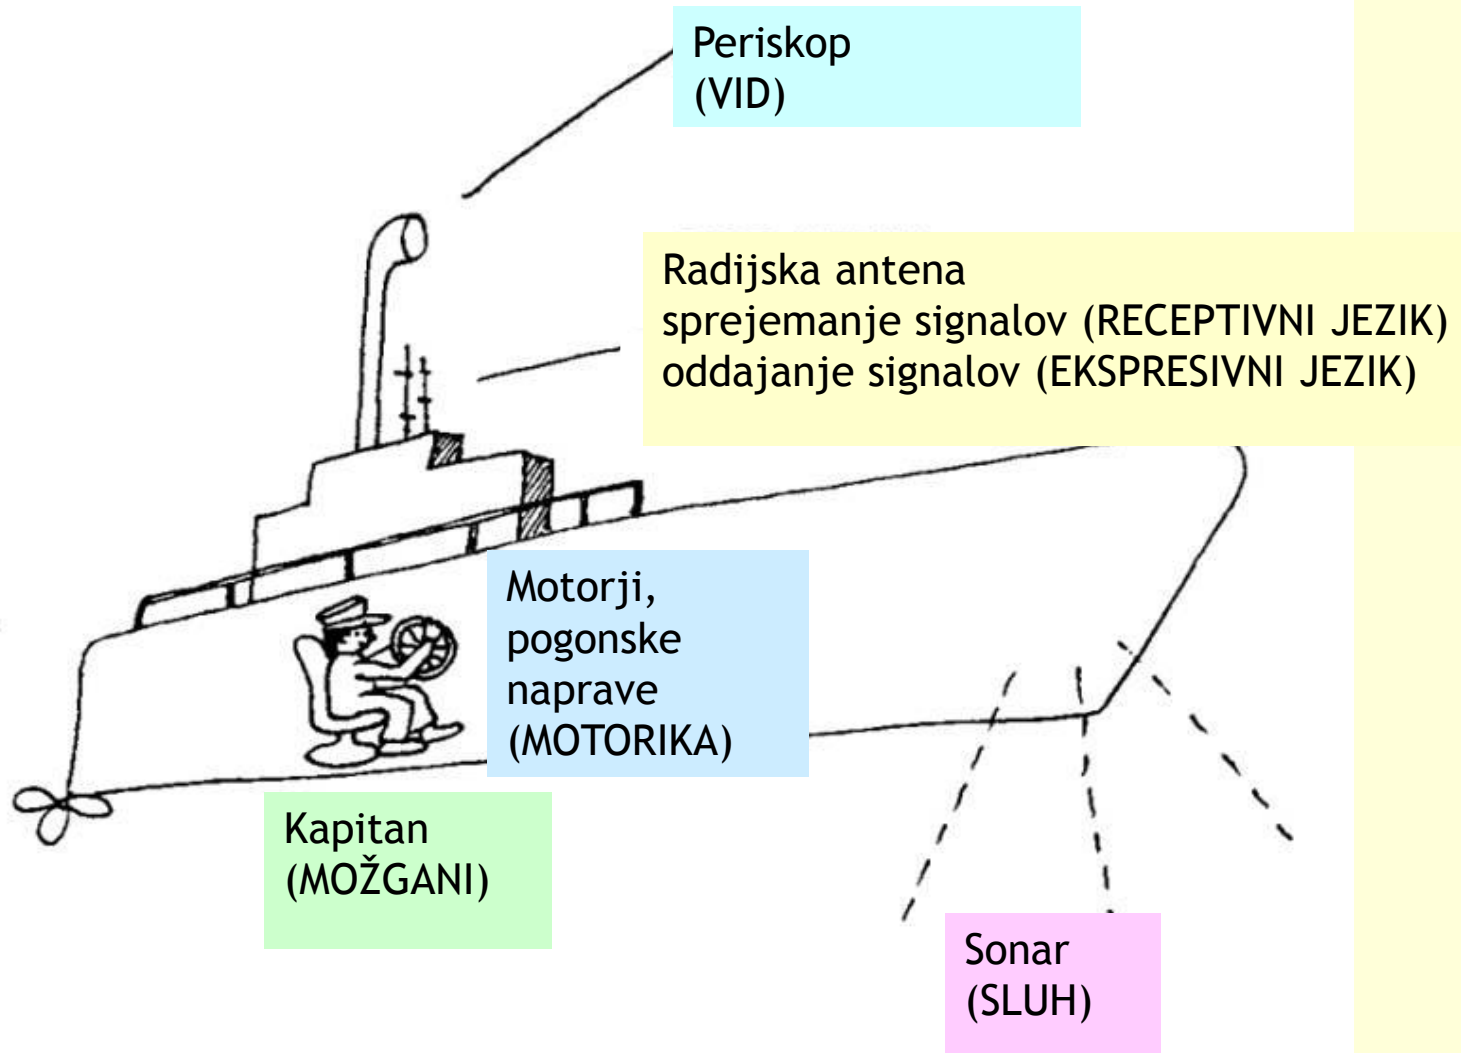 Periskop
(VID)
Radijska antena
sprejemanje signalov (RECEPTIVNI JEZIK)
oddajanje signalov (EKSPRESIVNI JEZIK)
Motorji,
pogonske
naprave
(MOTORIKA)
Kapitan
(MOŽGANI)
Sonar
(SLUH)